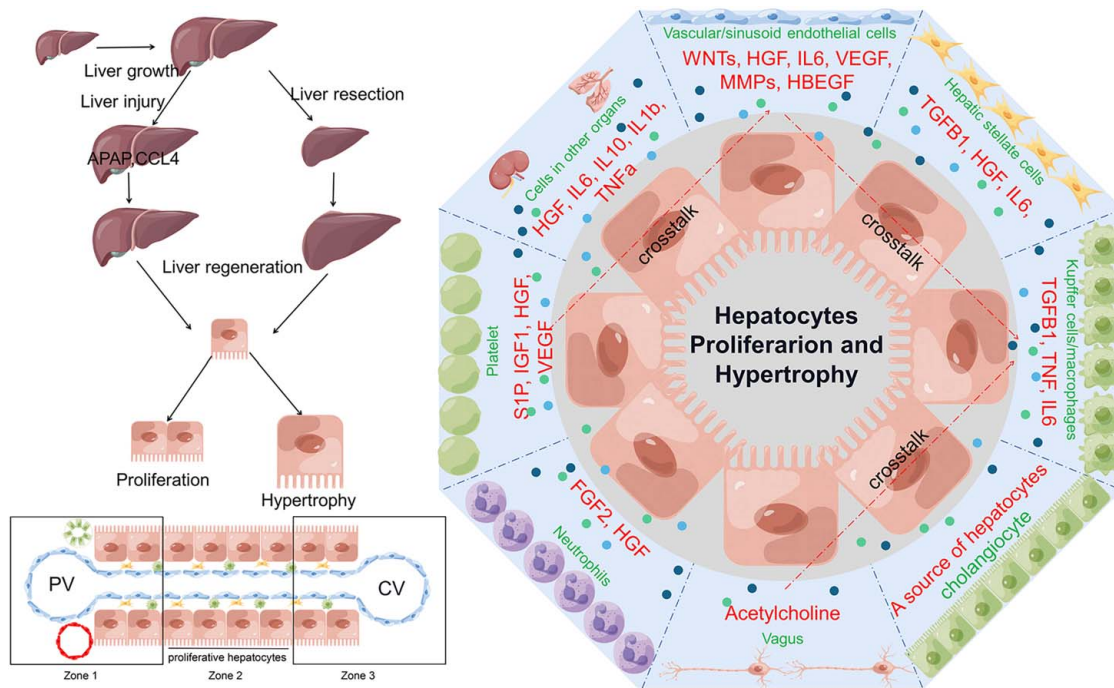 Liver growth
Liver injury
Liver resection
APAP,CCL4
Liver regeneration
Proliferation
Hypertrophy
PV
CV
proliferative hepatocytes
Zone 1
Zone 2
Zone 3
Vascular/sinusoid endothelial cells
WNTs, HGF, IL6, VEGF,
MMPs, HBEGF
Hepatic stellate cells
TGFB1, HGF, IL6,
Kupffer cells/macrophages
TGFB1, TNF, IL6
A source of hepatocytes
cholangiocyte
Acetylcholine
Vagus
FGF2, HGF
Neutrophils
Platelet
S1P, IGF1, HGF,
VEGF
Cells in other organs
HGF, IL6, IL10, IL1b,
TNFa
crosstalk
crosstalk
crosstalk
Hepatocytes
Proliferarion and
Hypertrophy